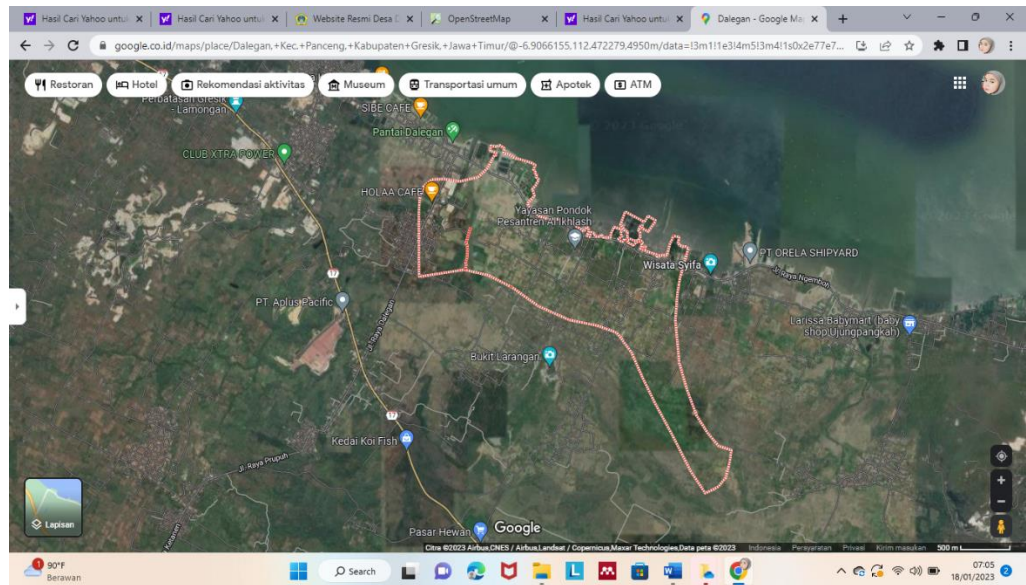 Hasil Cari Yahoo untuk
Hasil Cari Yahoo untuk
Website Resmi Desa D
OpenStreetMap
Hasil Cari Yahoo untuk
Dalegan - Google Ma
google.co.id/maps/place/Dalegan,+Kec.+Panceng,+Kabupaten+Gresik,+Jawa+Timur/@-6.9066155,112.472279,4950m/data=!3m1!1e3!4m5!3m4!1s0x2e77e7...
Restoran
Hotel
Rekomendasi aktivitas
Museum
Transportasi umum
Apotek
ATM
Perbatasan Gresik
- Lamongan
SIBE CAFE
Pantai Dalegan
CLUB XTRA POWER
HOLAA CAFE
Yayasan Pondok
Pesantren Al Ikhlash
Wisata Syifa
PT ORELA SHIPYARD
Jl. Raya Ngemboh
17
PT. Aplus Pacific
Jl. Raya Dalegan
Larissa Babymart (baby
shop Ujungpangkah)
Bukit Larangan
17
Kedai Koi Fish
Jl. Raya Prupuh
Ketanen
Lapisan
Pasar Hewan
Google
Citra ©2023 Airbus,CNES / Airbus,Landsat / Copernicus,Maxar Technologies,Data peta ©2023
Indonesia
Persyaratan
Privasi
Kirim masukan
500 m
1
90°F
Berawan
Search
07:05
18/01/2023
2